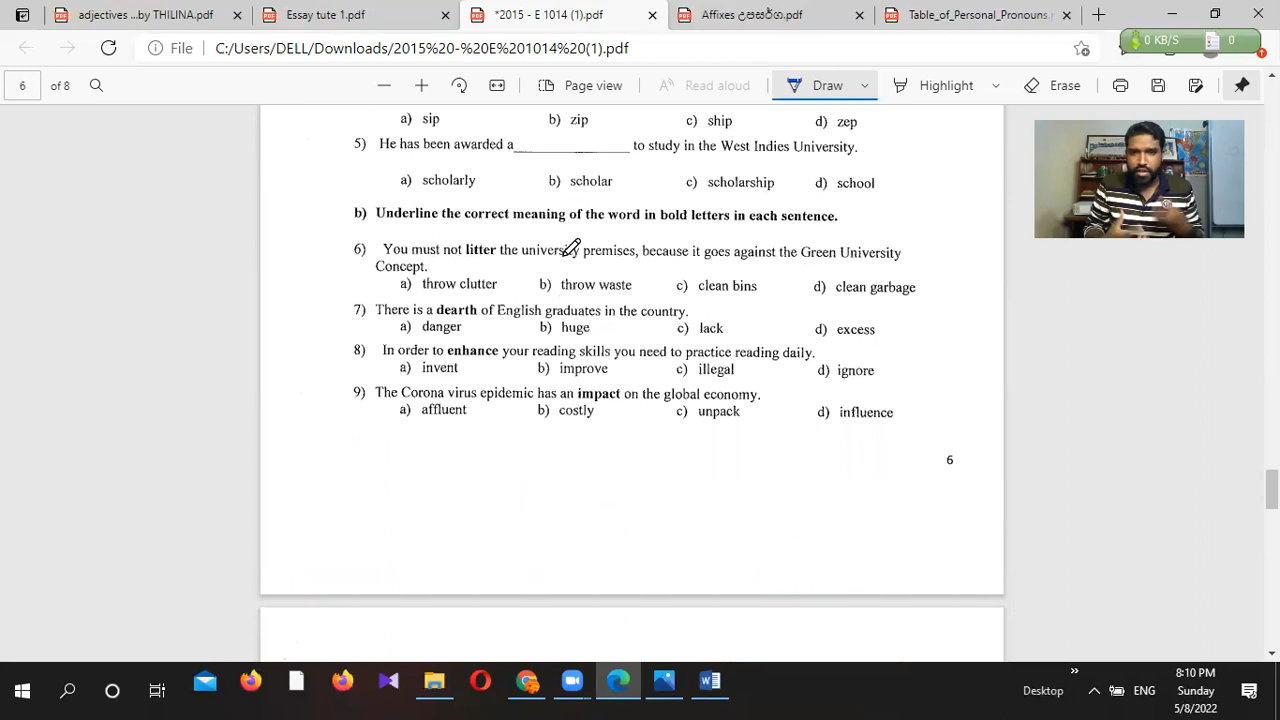 adjectives ...by THILINA.pdf
Essay tute 1.pdf
*2015 - E 1014 (1).pdf
Affixes උපසර්ග.pdf
Table_of_Personal_Pronouns.
0 KB/S 0
File C:/Users/DELL/Downloads/2015%20-%20E%201014%20(1).pdf
6 of 8
Page view
Read aloud
Draw
Highlight
Erase
a) sip b) zip c) ship d) zep
5) He has been awarded a____________ to study in the West Indies University.
a) scholarly b) scholar c) scholarship d) school
b) Underline the correct meaning of the word in bold letters in each sentence.
6) You must not litter the university premises, because it goes against the Green University
Concept.
a) throw clutter b) throw waste c) clean bins d) clean garbage
7) There is a dearth of English graduates in the country.
a) danger b) huge c) lack d) excess
8) In order to enhance your reading skills you need to practice reading daily.
a) invent b) improve c) illegal d) ignore
9) The Corona virus epidemic has an impact on the global economy.
a) affluent b) costly c) unpack d) influence
6
Desktop
ENG
8:10 PM
Sunday
5/8/2022